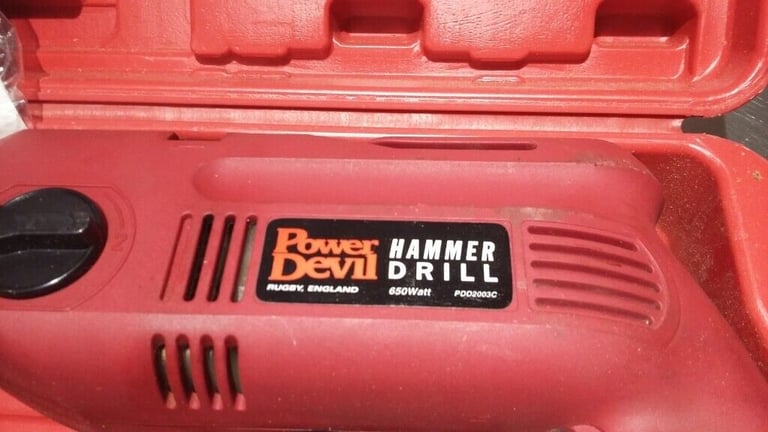 Power HAMMER
Devil DRILL
RUGBY, ENGLAND 650Watt PDD2003C